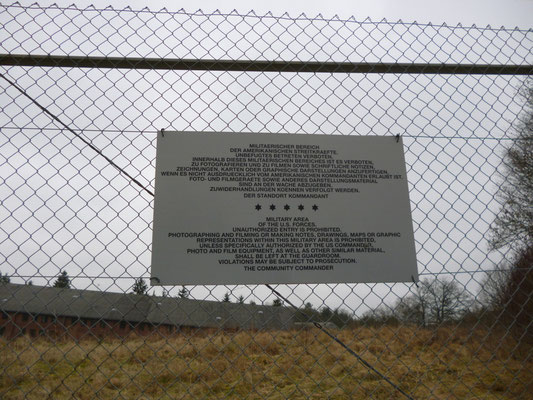 MILITAERISCHER BEREICH
DER AMERIKANISCHEN STREITKRAEFTE.
UNBEFUGTES BETRETEN VERBOTEN.
INNERHALB DIESES MILITAERISCHEN BEREICHES IST ES VERBOTEN,
ZU FOTOGRAFIEREN UND ZU FILMEN SOWIE SCHRIFTLICHE NOTIZEN,
ZEICHNUNGEN, KARTEN ODER GRAPHISCHE DARSTELLUNGEN ANZUFERTIGEN,
WENN ES NICHT AUSDRUECKLICH VOM AMERIKANISCHEN KOMMANDANTEN ERLAUBT IST.
FOTO- UND FILMGERAETE SOWIE ANDERES DARSTELLUNGSMATERIAL
SIND AN DER WACHE ABZUGEBEN.
ZUWIDERHANDLUNGEN KOENNEN VERFOLGT WERDEN.
DER STANDORT KOMMANDANT
MILITARY AREA
OF THE U.S. FORCES.
UNAUTHORIZED ENTRY IS PROHIBITED.
PHOTOGRAPHING AND FILMING OR MAKING NOTES, DRAWINGS, MAPS OR GRAPHIC
REPRESENTATIONS WITHIN THIS MILITARY AREA IS PROHIBITED,
UNLESS SPECIFICALLY AUTHORIZED BY THE US COMMANDER.
PHOTO AND FILM EQUIPMENT, AS WELL AS OTHER SIMILAR MATERIAL,
SHALL BE LEFT AT THE GUARDROOM.
VIOLATIONS MAY BE SUBJECT TO PROSECUTION.
THE COMMUNITY COMMANDER